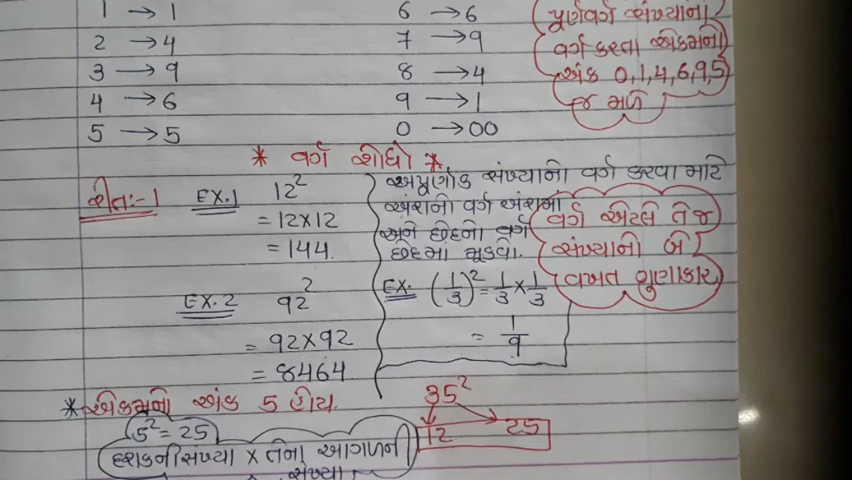 1 → 1
2 → 4
3 → 9
4 → 6
5 → 5
6 → 6
7 → 9
8 → 4
9 → 1
0 → 00
પૂર્ણવર્ગ સંખ્યાના
વર્ગ કરતા એકમનો
અંક 0,1,4,6,9,5
જ મળે
* વર્ગ શોધો *
રીત:-1
EX.1 12²
= 12×12
= 144
EX.2 92²
= 92×92
= 8464
અપૂર્ણાંક સંખ્યાનો વર્ગ કરવા માટે
અંશનો વર્ગ અંશમાં
અને છેદનો વર્ગ
છેદમા મૂકવો.
EX. (1/3)² = 1/3 × 1/3
= 1/9
વર્ગ એટલે તેજ
સંખ્યાનો બે
વખત ગુણાકાર
* એકમનો અંક 5 હોય.
5² = 25
દશકની સંખ્યા × તેની આગળની
સંખ્યા
35²
12 25